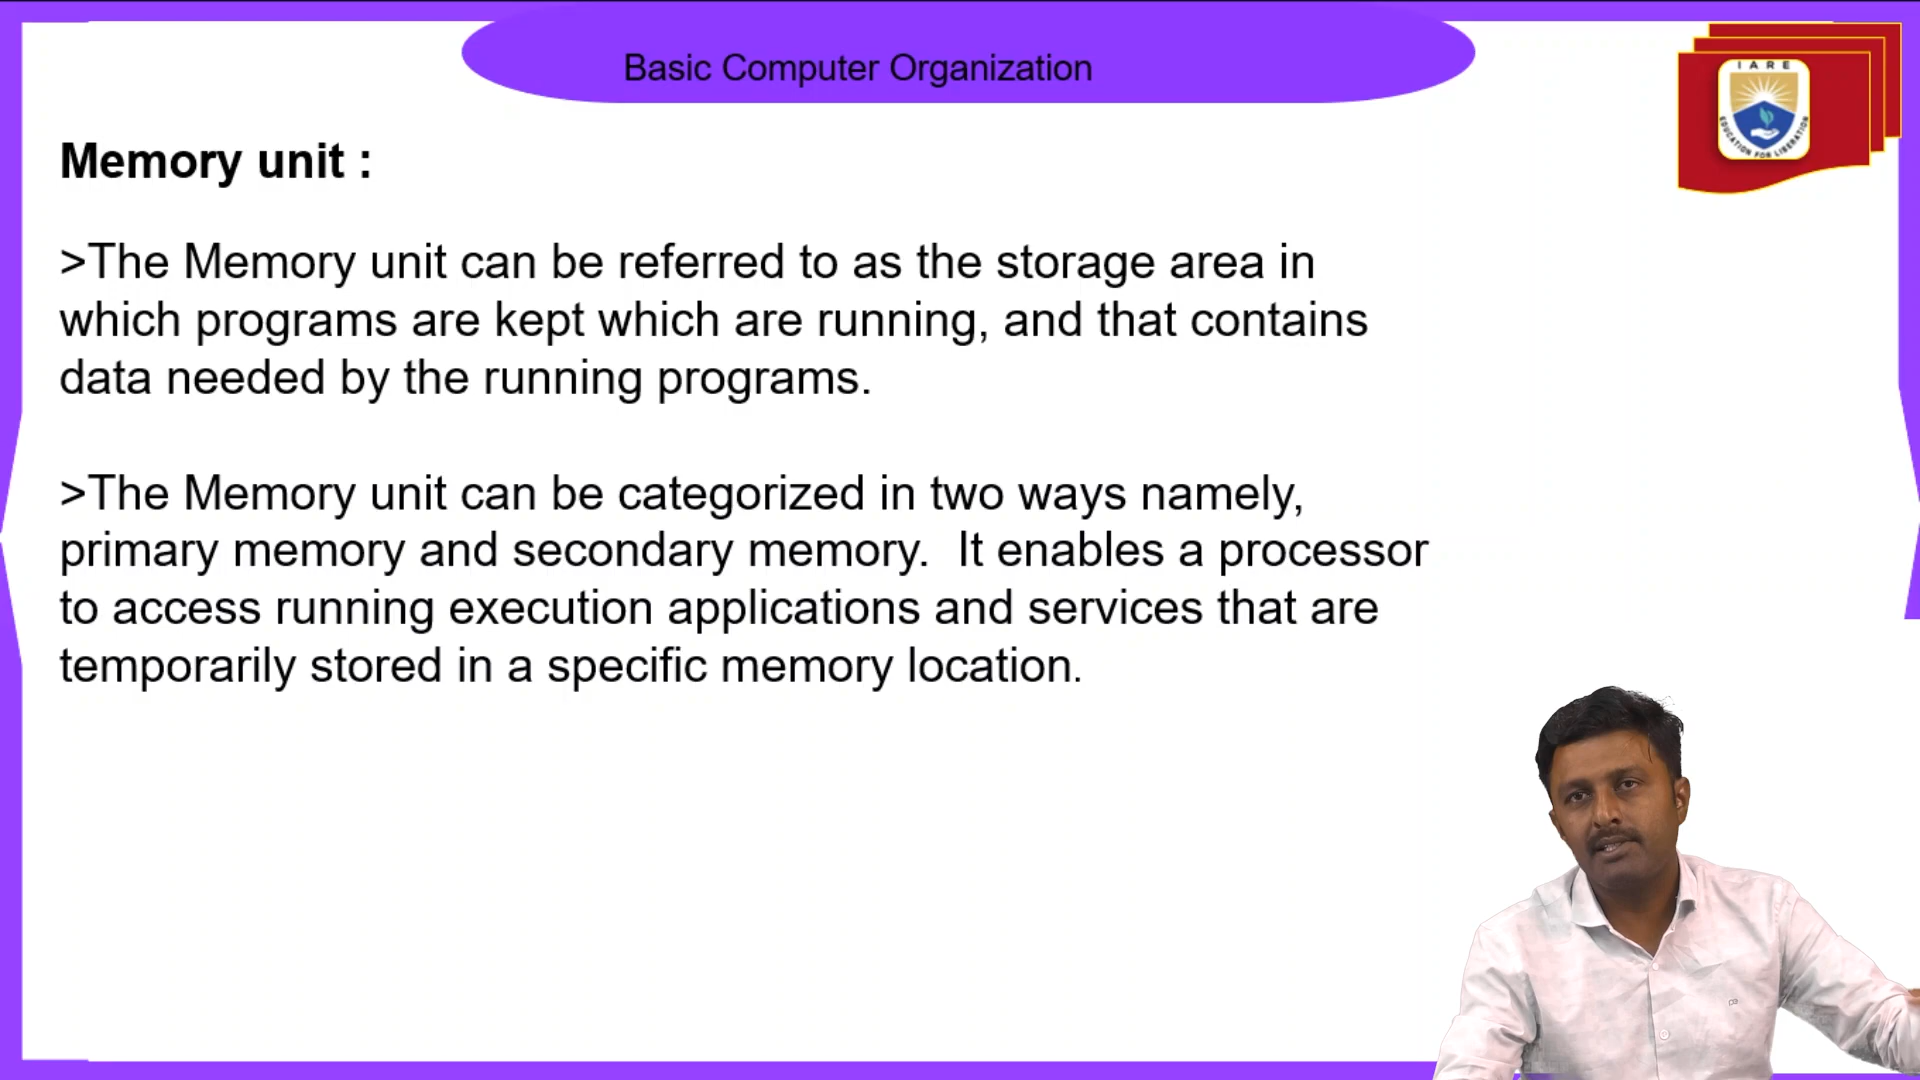 Basic Computer Organization
IARE
EDUCATION FOR LIBERATION
Memory unit :
>The Memory unit can be referred to as the storage area in
which programs are kept which are running, and that contains
data needed by the running programs.
>The Memory unit can be categorized in two ways namely,
primary memory and secondary memory.  It enables a processor
to access running execution applications and services that are
temporarily stored in a specific memory location.